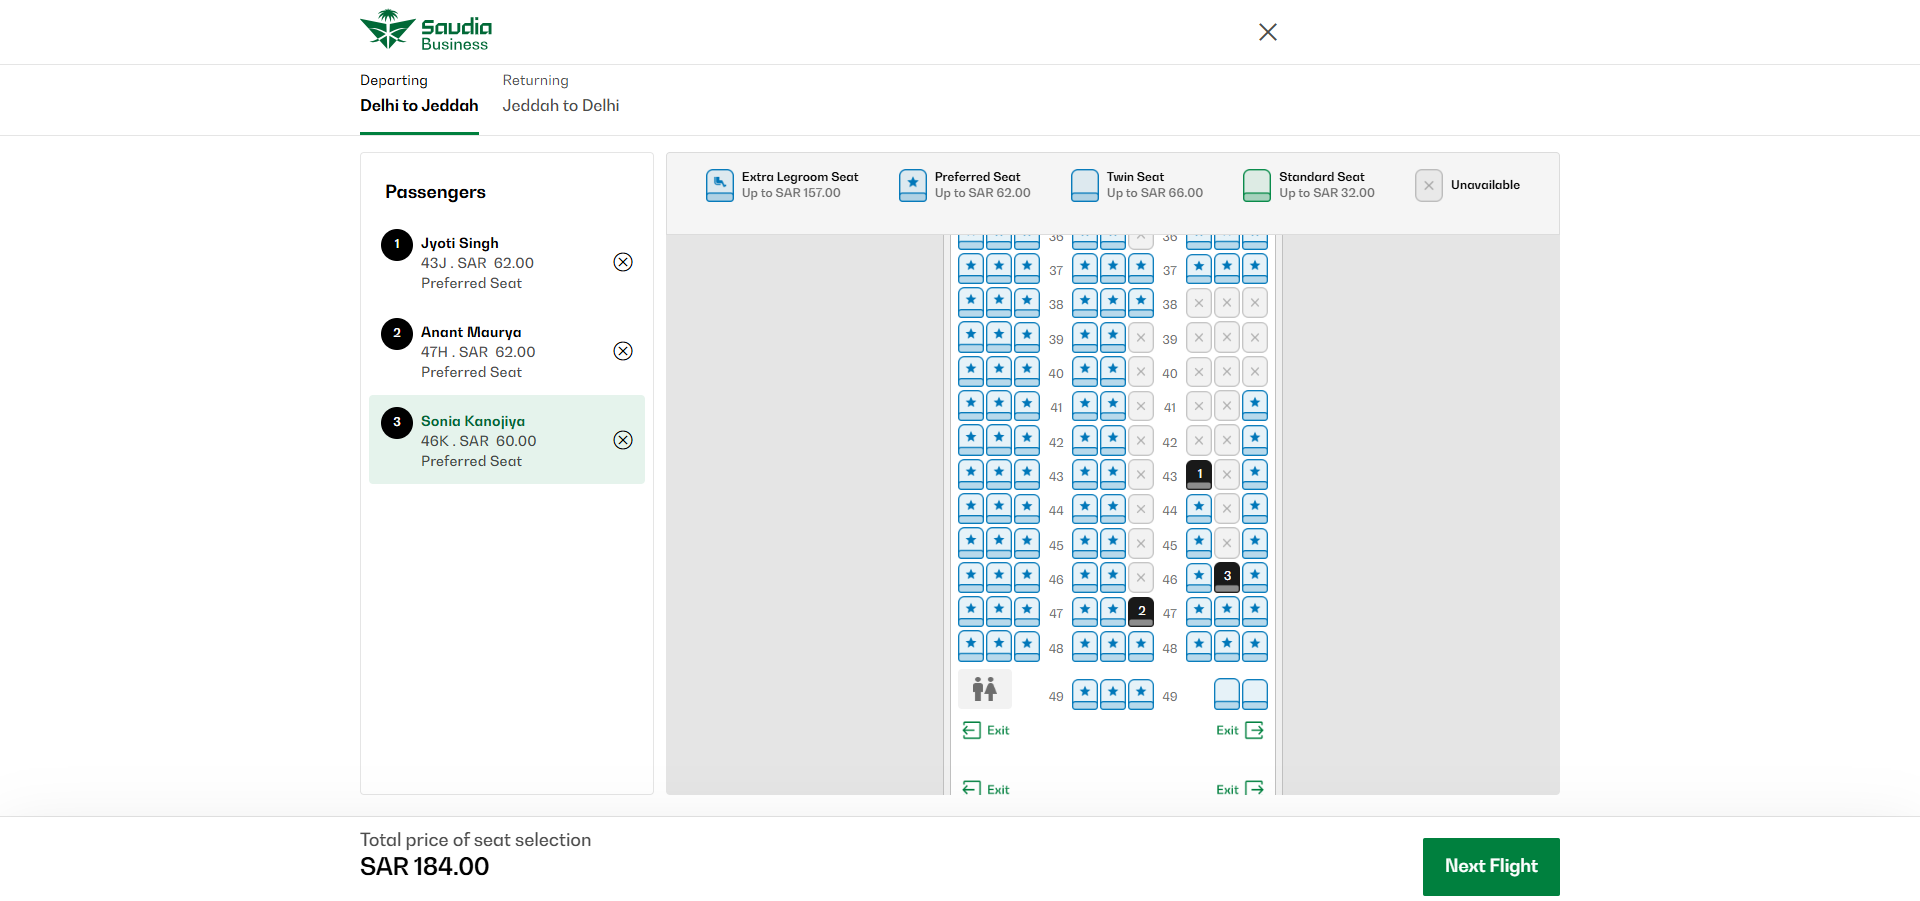 Saudia
Business
Departing
Delhi to Jeddah
Returning
Jeddah to Delhi
Passengers
1
Jyoti Singh
43J . SAR 62.00
Preferred Seat
2
Anant Maurya
47H . SAR 62.00
Preferred Seat
3
Sonia Kanojiya
46K . SAR 60.00
Preferred Seat
Extra Legroom Seat
Up to SAR 157.00
Preferred Seat
Up to SAR 62.00
Twin Seat
Up to SAR 66.00
Standard Seat
Up to SAR 32.00
Unavailable
36 36
37 37
38 38
39 39
40 40
41 41
42 42
43 43 1
44 44
45 45
46 46 3
47 2 47
48 48
49 49
Exit Exit
Exit Exit
Total price of seat selection
SAR 184.00
Next Flight